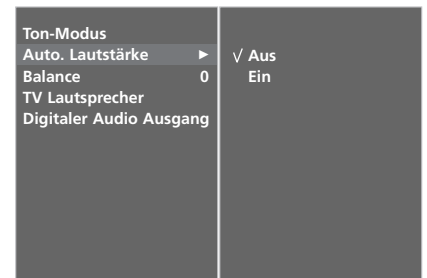 Ton-Modus
Auto. Lautstärke ►
Balance 0
TV Lautsprecher
Digitaler Audio Ausgang
√ Aus
Ein